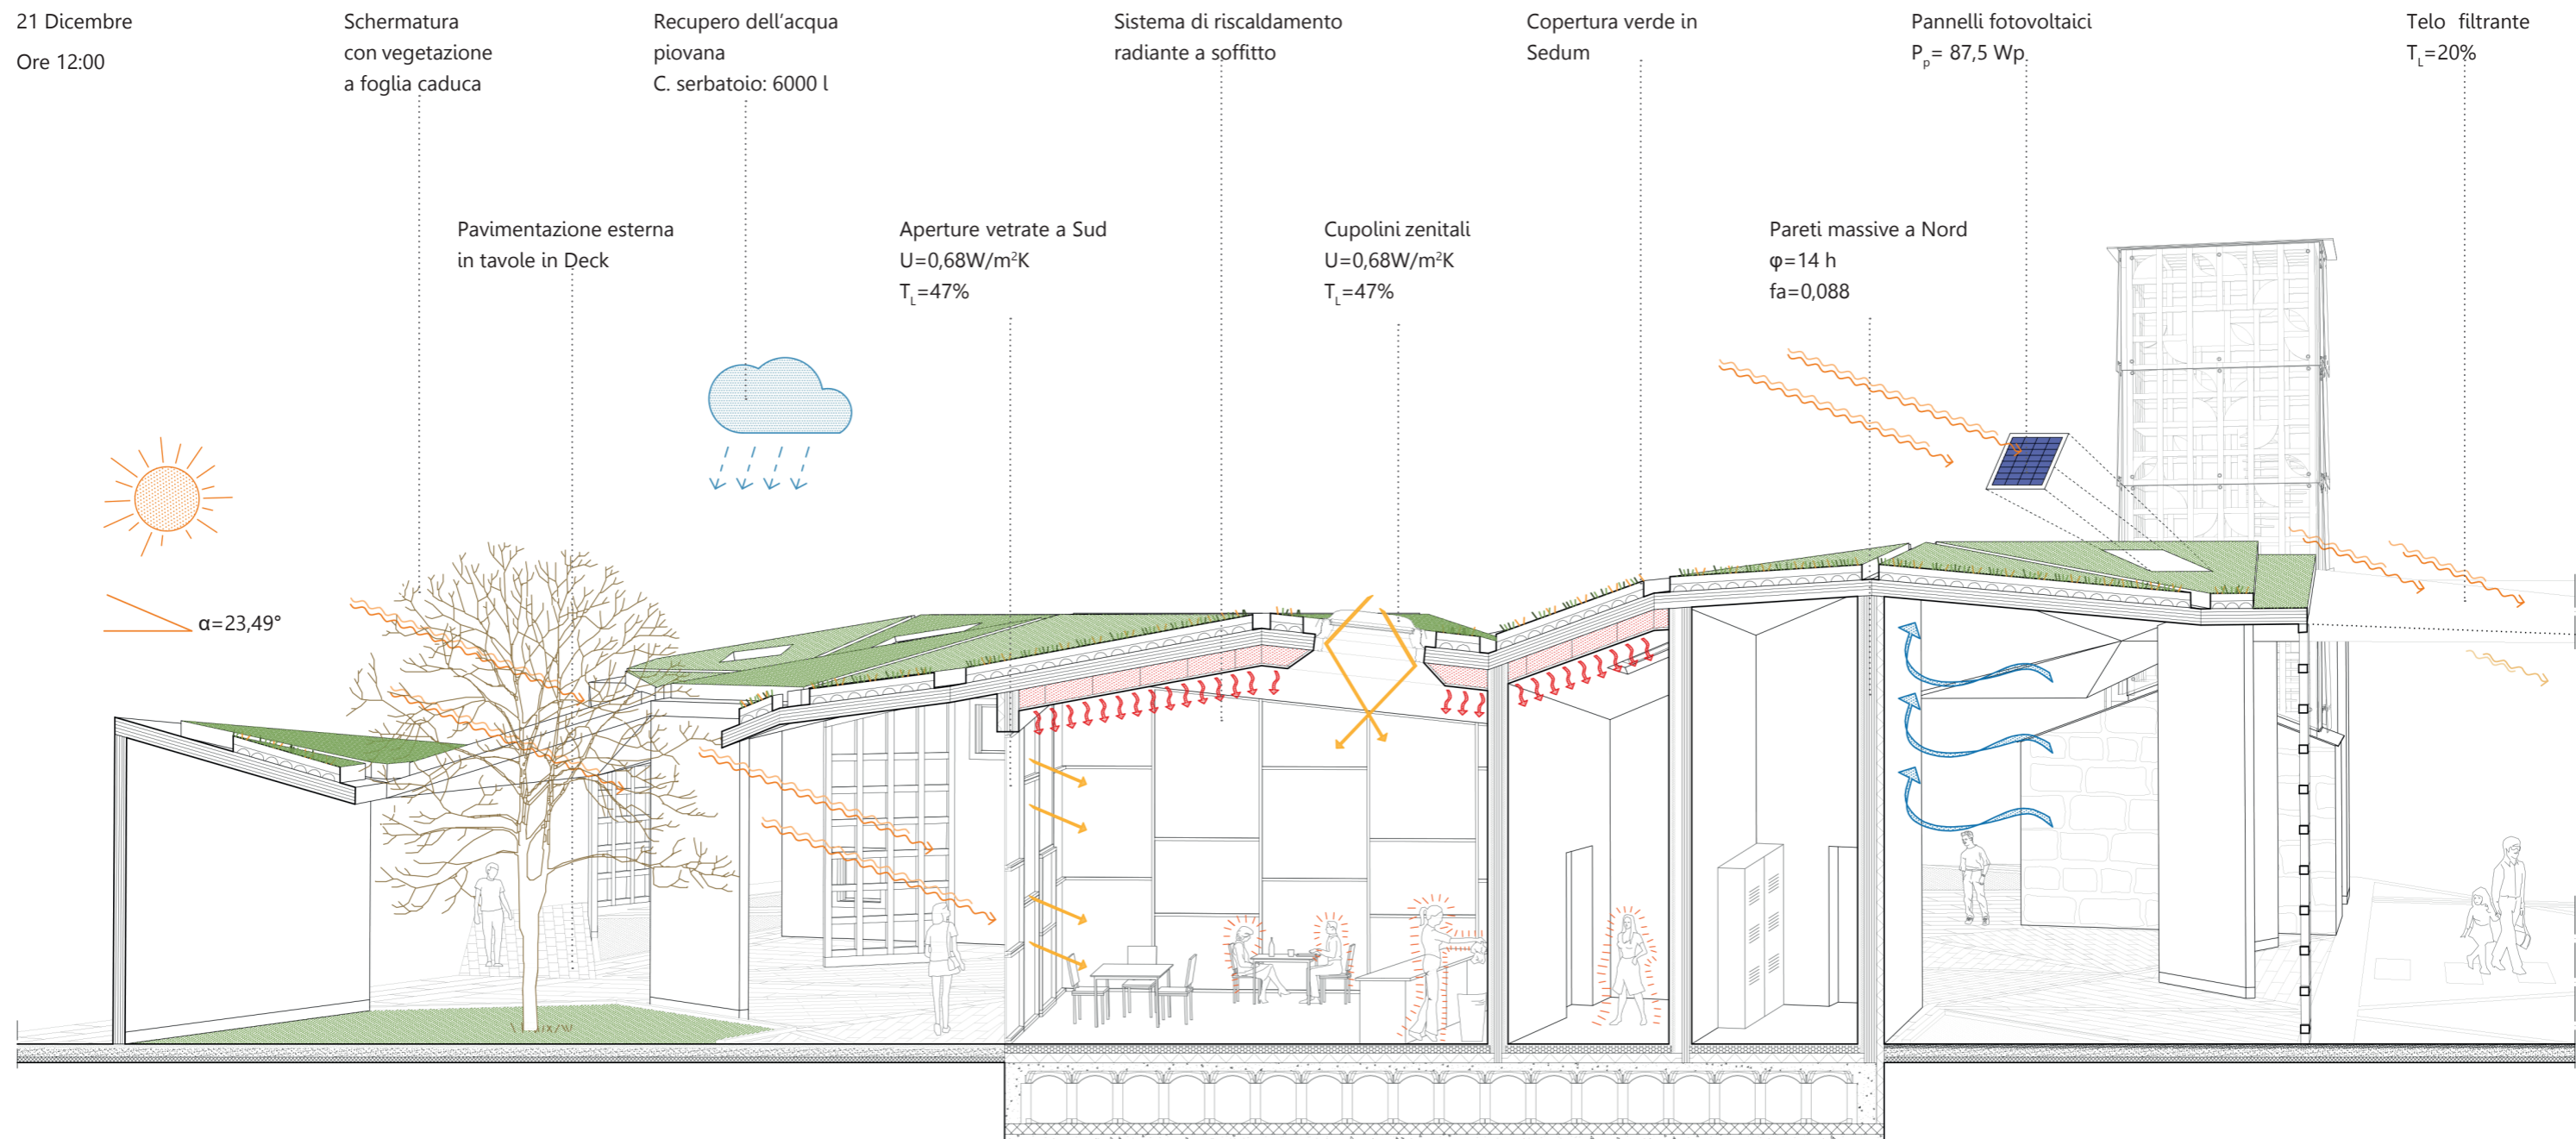 21 Dicembre
Ore 12:00
Schermatura
con vegetazione
a foglia caduca
Recupero dell'acqua
piovana
C. serbatoio: 6000 l
Sistema di riscaldamento
radiante a soffitto
Copertura verde in
Sedum
Pannelli fotovoltaici
Pₚ= 87,5 Wp
Telo filtrante
T_L=20%
Pavimentazione esterna
in tavole in Deck
Aperture vetrate a Sud
U=0,68W/m²K
T_L=47%
Cupolini zenitali
U=0,68W/m²K
T_L=47%
Pareti massive a Nord
φ=14 h
fa=0,088
α=23,49°